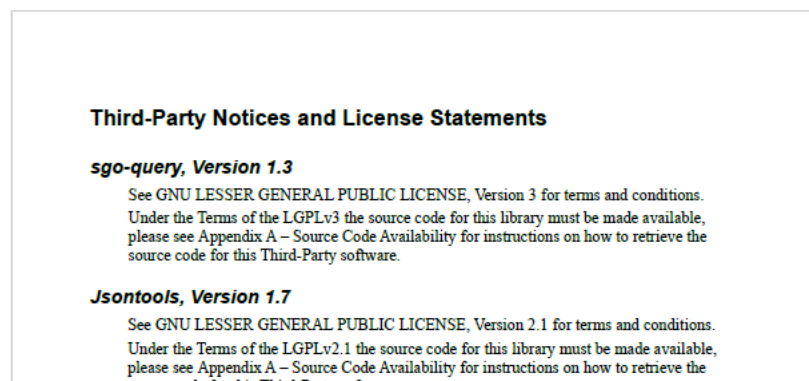 Third-Party Notices and License Statements
sgo-query, Version 1.3
See GNU LESSER GENERAL PUBLIC LICENSE, Version 3 for terms and conditions.
Under the Terms of the LGPLv3 the source code for this library must be made available,
please see Appendix A – Source Code Availability for instructions on how to retrieve the
source code for this Third-Party software.
Jsontools, Version 1.7
See GNU LESSER GENERAL PUBLIC LICENSE, Version 2.1 for terms and conditions.
Under the Terms of the LGPLv2.1 the source code for this library must be made available,
please see Appendix A – Source Code Availability for instructions on how to retrieve the